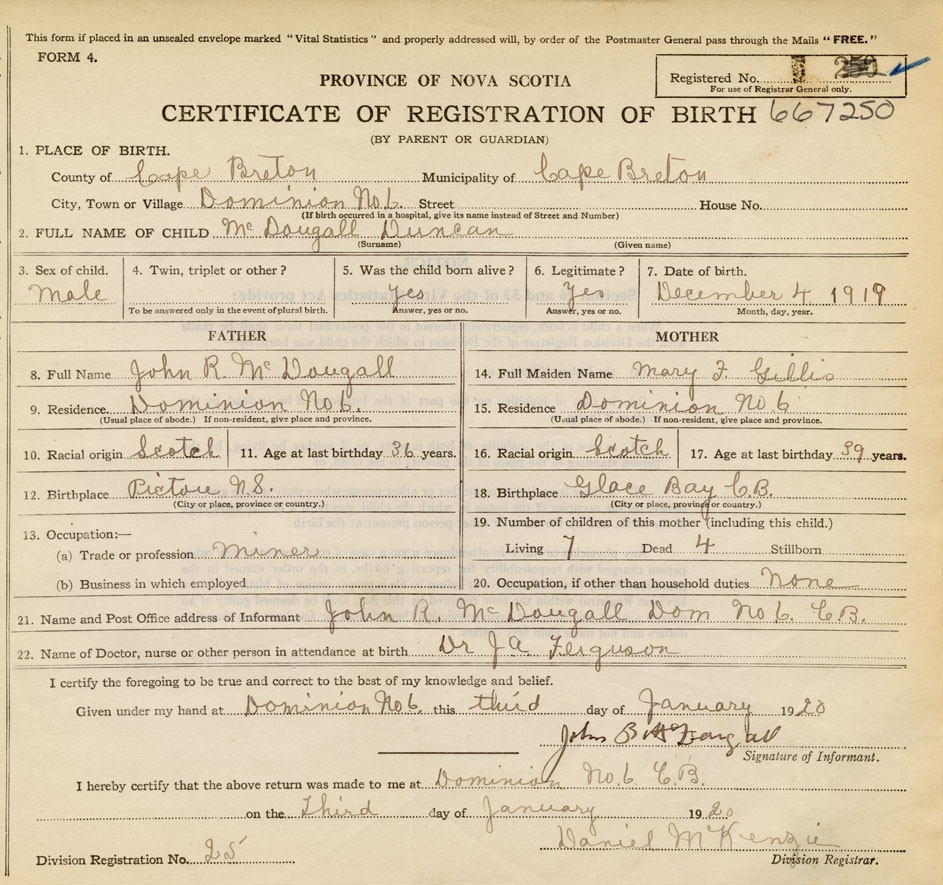 This form if placed in an unsealed envelope marked "Vital Statistics" and properly addressed will, by order of the Postmaster General pass through the Mails "FREE."
FORM 4.
Registered No. 250
For use of Registrar General only.
PROVINCE OF NOVA SCOTIA
CERTIFICATE OF REGISTRATION OF BIRTH 667250
(BY PARENT OR GUARDIAN)
1. PLACE OF BIRTH.
County of Cape Breton Municipality of Cape Breton
City, Town or Village Dominion No 6. Street House No.
(If birth occurred in a hospital, give its name instead of Street and Number)
2. FULL NAME OF CHILD McDougall Duncan
(Surname) (Given name)
3. Sex of child. 4. Twin, triplet or other? 5. Was the child born alive? 6. Legitimate? 7. Date of birth.
Male yes yes December 4 1919
To be answered only in the event of plural birth. Answer, yes or no. Answer, yes or no. Month, day, year.
FATHER MOTHER
8. Full Name John R. McDougall 14. Full Maiden Name Mary F Gillis
9. Residence Dominion No 6. 15. Residence Dominion No 6
(Usual place of abode.) If non-resident, give place and province. (Usual place of abode.) If non-resident, give place and province.
10. Racial origin Scotch 11. Age at last birthday 36 years. 16. Racial origin Scotch 17. Age at last birthday 39 years.
12. Birthplace Pictou N.S. 18. Birthplace Glace Bay C.B.
(City or place, province or country.) (City or place, province or country.)
13. Occupation:— 19. Number of children of this mother (including this child.)
(a) Trade or profession Miner Living 7 Dead 4 Stillborn
(b) Business in which employed 20. Occupation, if other than household duties None
21. Name and Post Office address of Informant John R. McDougall Dom No 6. C.B.
22. Name of Doctor, nurse or other person in attendance at birth Dr J A Ferguson
I certify the foregoing to be true and correct to the best of my knowledge and belief.
Given under my hand at Dominion No 6. this third day of January 1920
John
Signature of Informant.
I hereby certify that the above return was made to me at Dominion No. 6 C.B.
on the Third day of January 1920
Daniel McKenzie
Division Registration No. 25 Division Registrar.